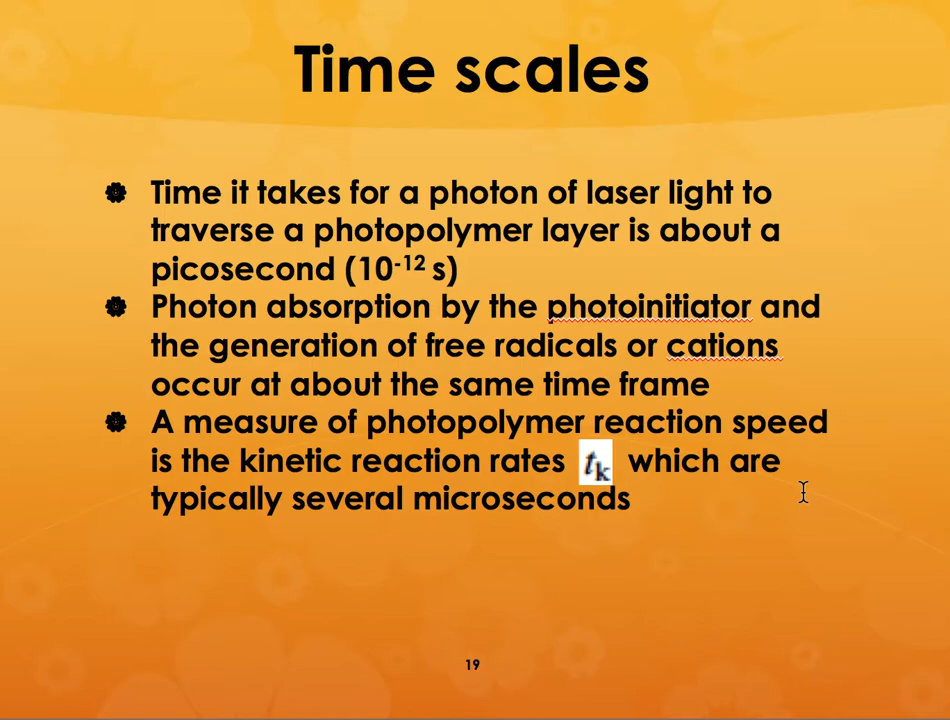 Time scales
Time it takes for a photon of laser light to
traverse a photopolymer layer is about a
picosecond (10⁻¹² s)
Photon absorption by the photoinitiator and
the generation of free radicals or cations
occur at about the same time frame
A measure of photopolymer reaction speed
is the kinetic reaction rates tₖ which are
typically several microseconds
19